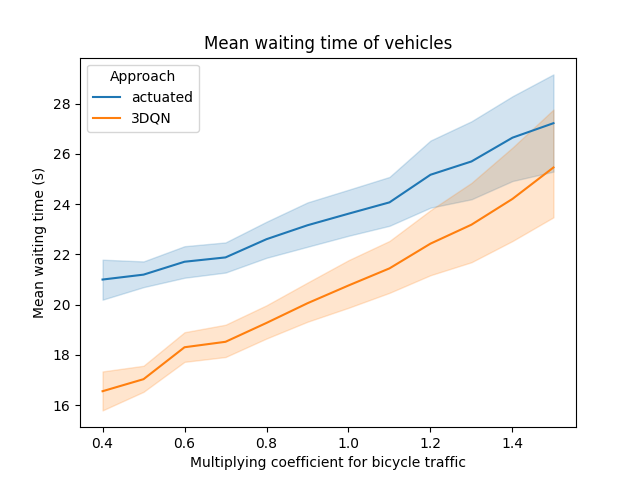 Mean waiting time of vehicles
Approach
actuated
3DQN
Mean waiting time (s)
28
26
24
22
20
18
16
0.4
0.6
0.8
1.0
1.2
1.4
Multiplying coefficient for bicycle traffic